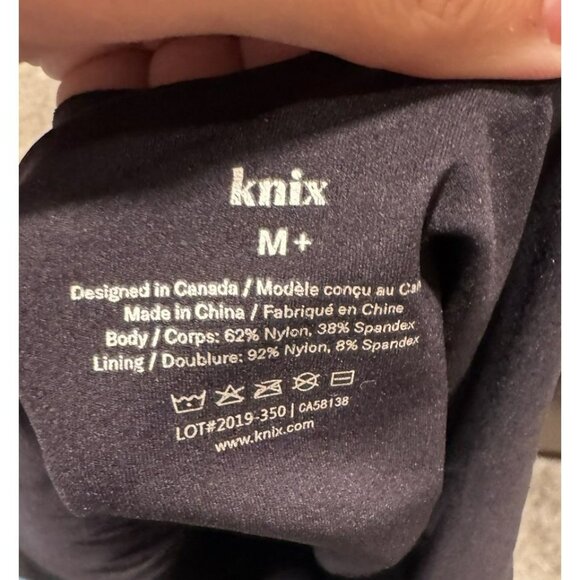 knix
M+
Designed in Canada / Modèle conçu au
Made in China / Fabriqué en Chine
Body / Corps: 62% Nylon, 38% Spandex
Lining / Doublure: 92% Nylon, 8% Spandex
LOT#2019-350 | CA58138
www.knix.com